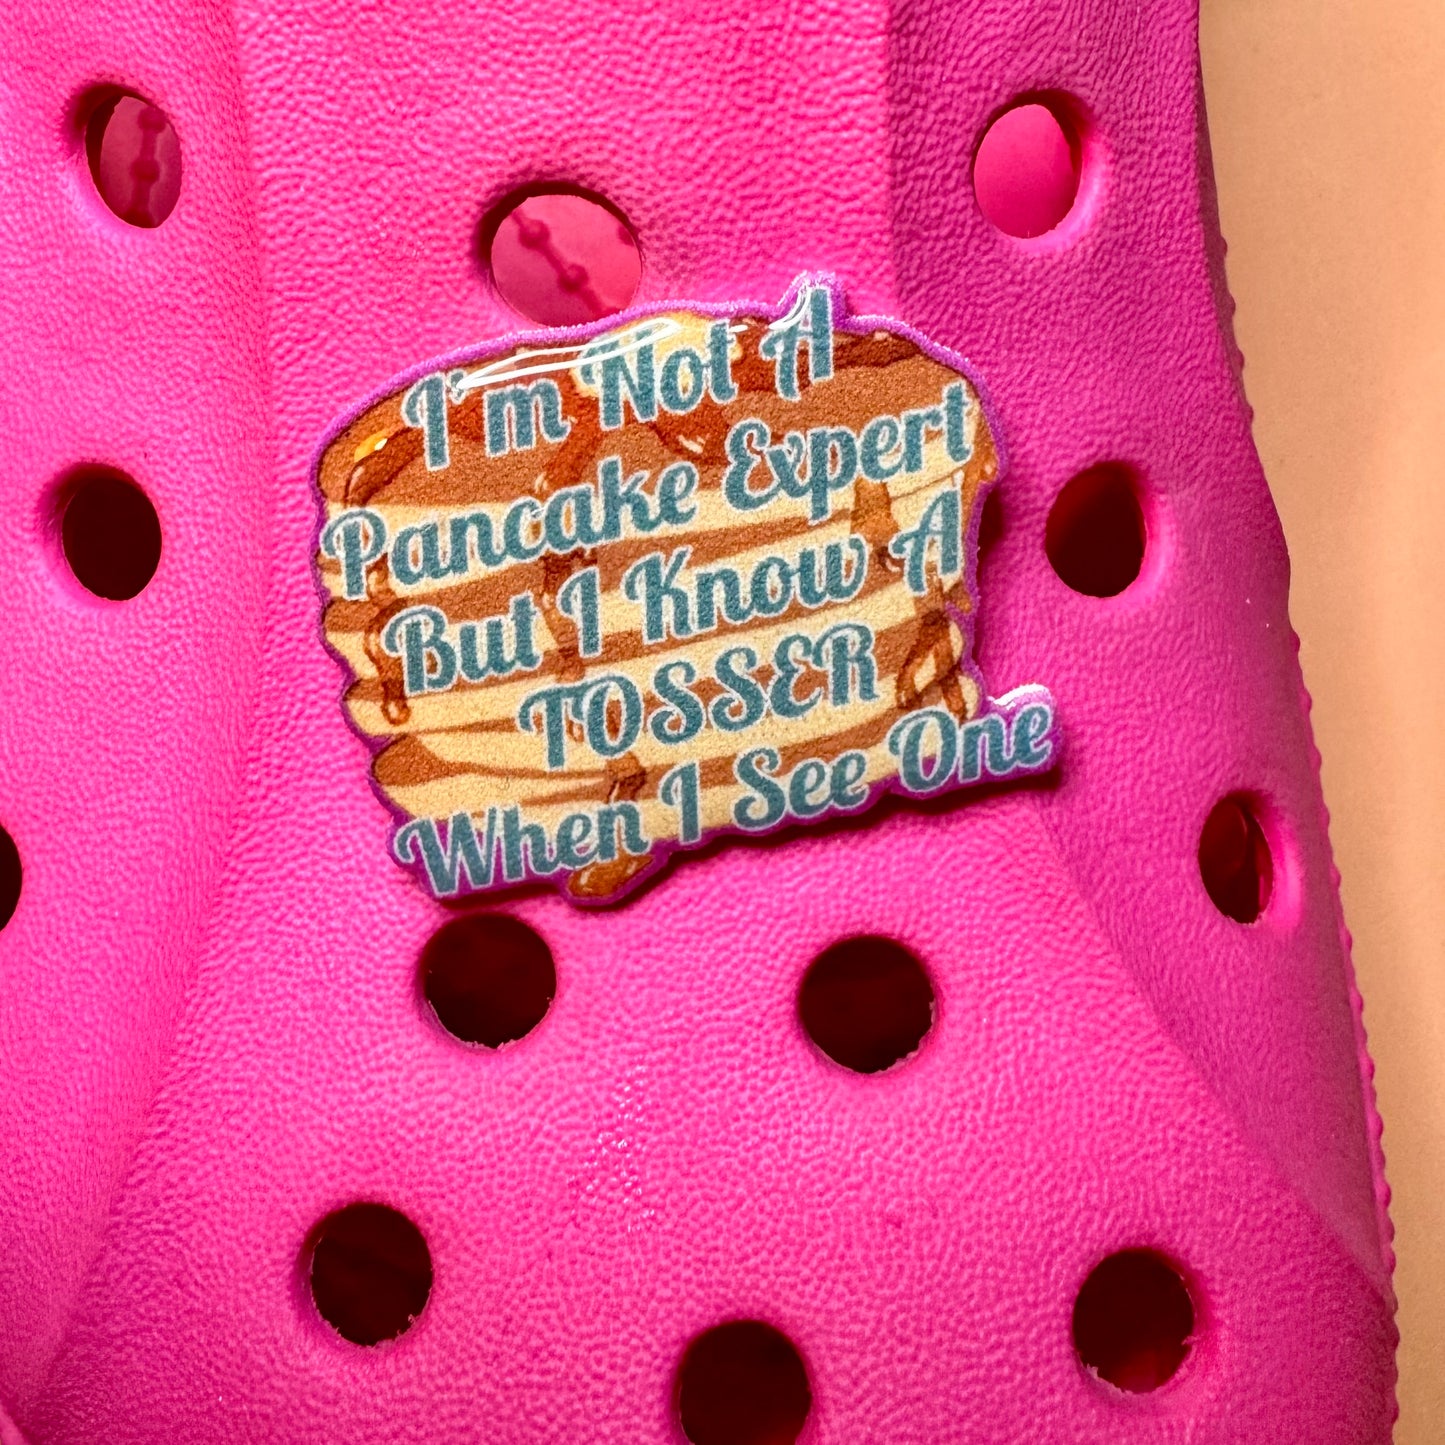 I'm Not A
Pancake Expert
But I Know A
TOSSER
When I See One